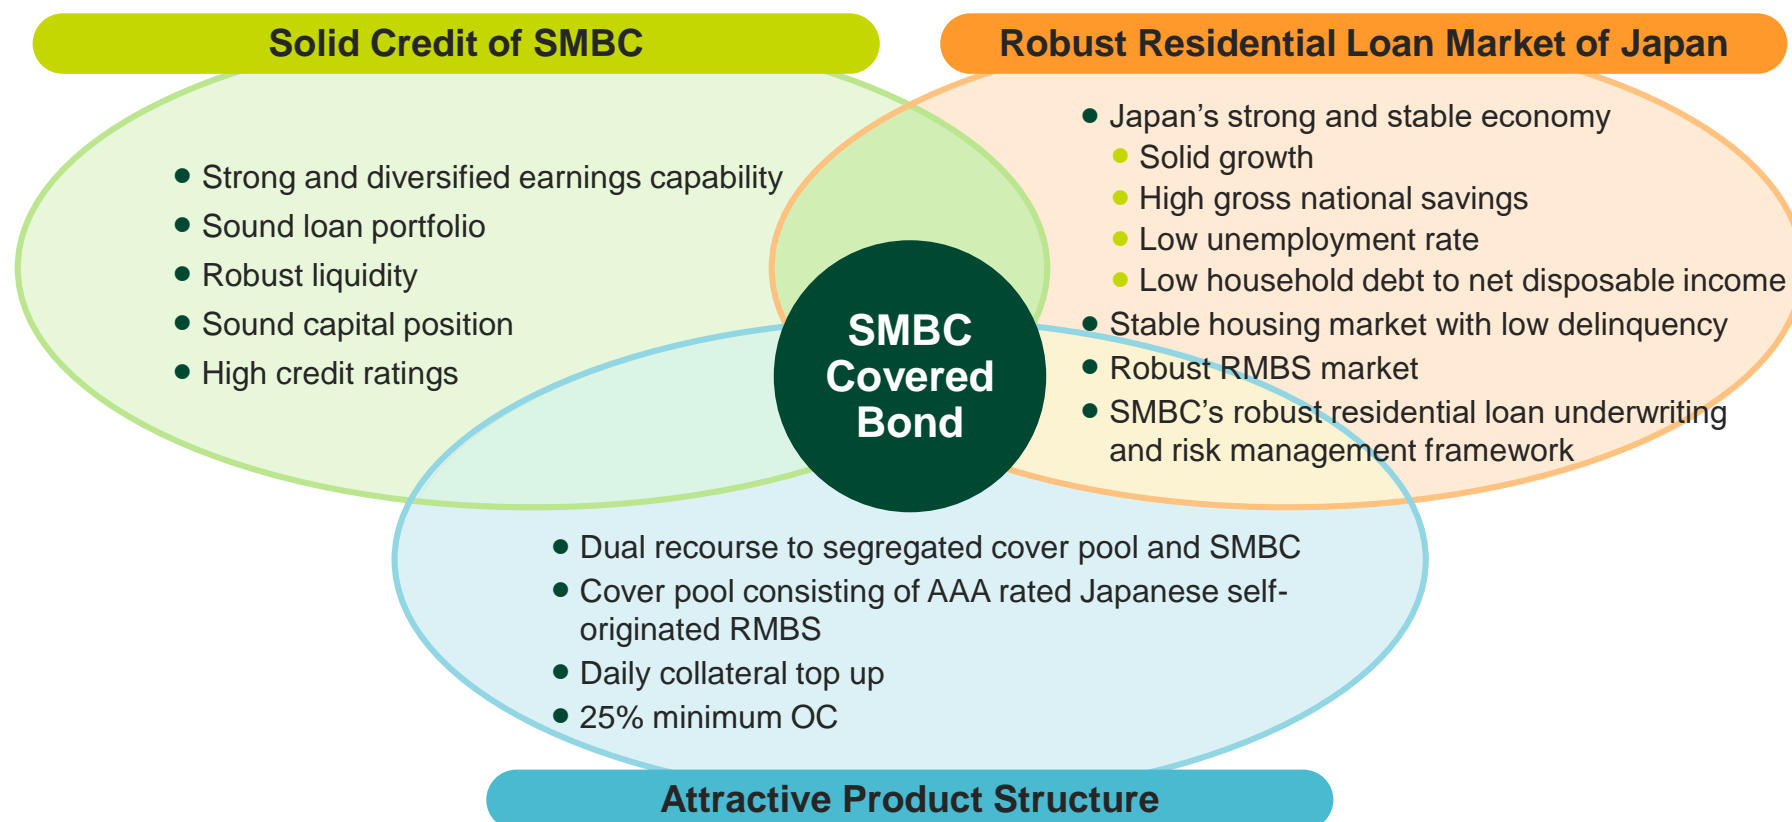 Solid Credit of SMBC
Robust Residential Loan Market of Japan
Strong and diversified earnings capability
Sound loan portfolio
Robust liquidity
Sound capital position
High credit ratings
Japan’s strong and stable economy
Solid growth
High gross national savings
Low unemployment rate
Low household debt to net disposable income
Stable housing market with low delinquency
Robust RMBS market
SMBC’s robust residential loan underwriting
and risk management framework
SMBC
Covered
Bond
Dual recourse to segregated cover pool and SMBC
Cover pool consisting of AAA rated Japanese self-
originated RMBS
Daily collateral top up
25% minimum OC
Attractive Product Structure